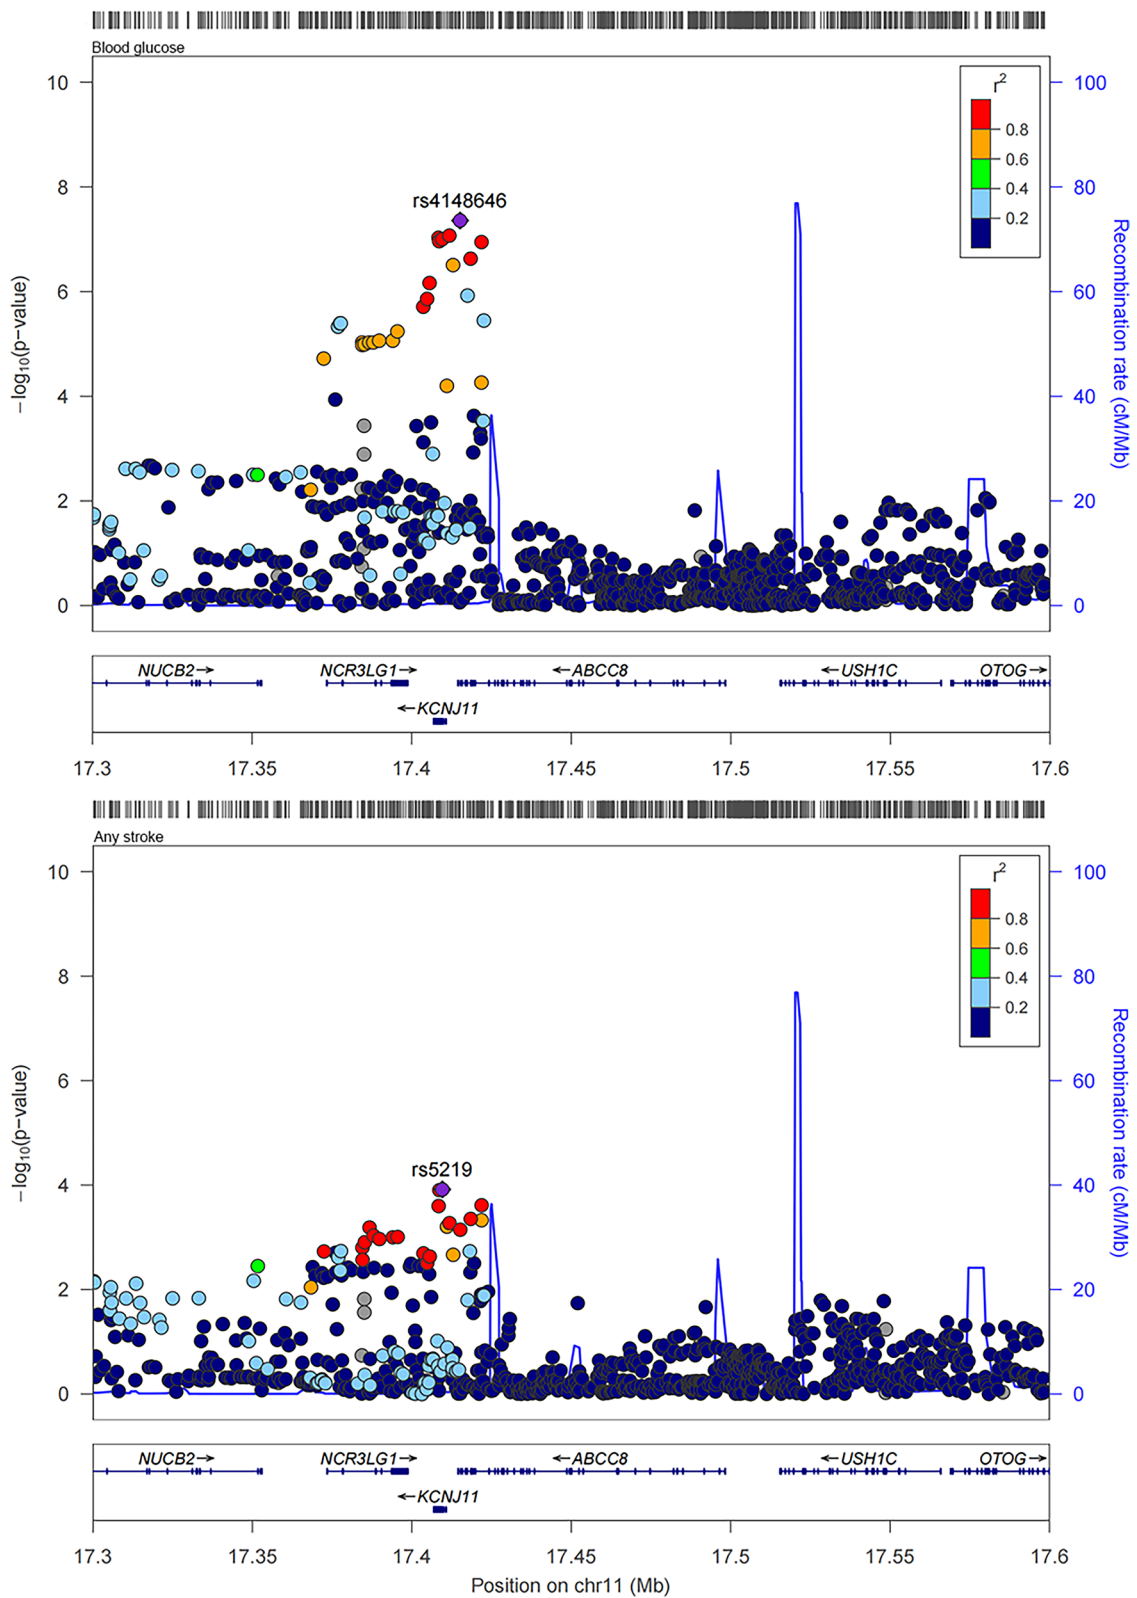 Blood glucose
rs4148646
r2
0.8
0.6
0.4
0.2
10
8
6
4
2
0
−log10(p−value)
100
80
60
40
20
0
Recombination rate (cM/Mb)
NUCB2→ NCR3LG1→ ←ABCC8 ←USH1C OTOG→
←KCNJ11
17.3 17.35 17.4 17.45 17.5 17.55 17.6
Any stroke
rs5219
r2
0.8
0.6
0.4
0.2
10
8
6
4
2
0
−log10(p−value)
100
80
60
40
20
0
Recombination rate (cM/Mb)
NUCB2→ NCR3LG1→ ←ABCC8 ←USH1C OTOG→
←KCNJ11
17.3 17.35 17.4 17.45 17.5 17.55 17.6
Position on chr11 (Mb)